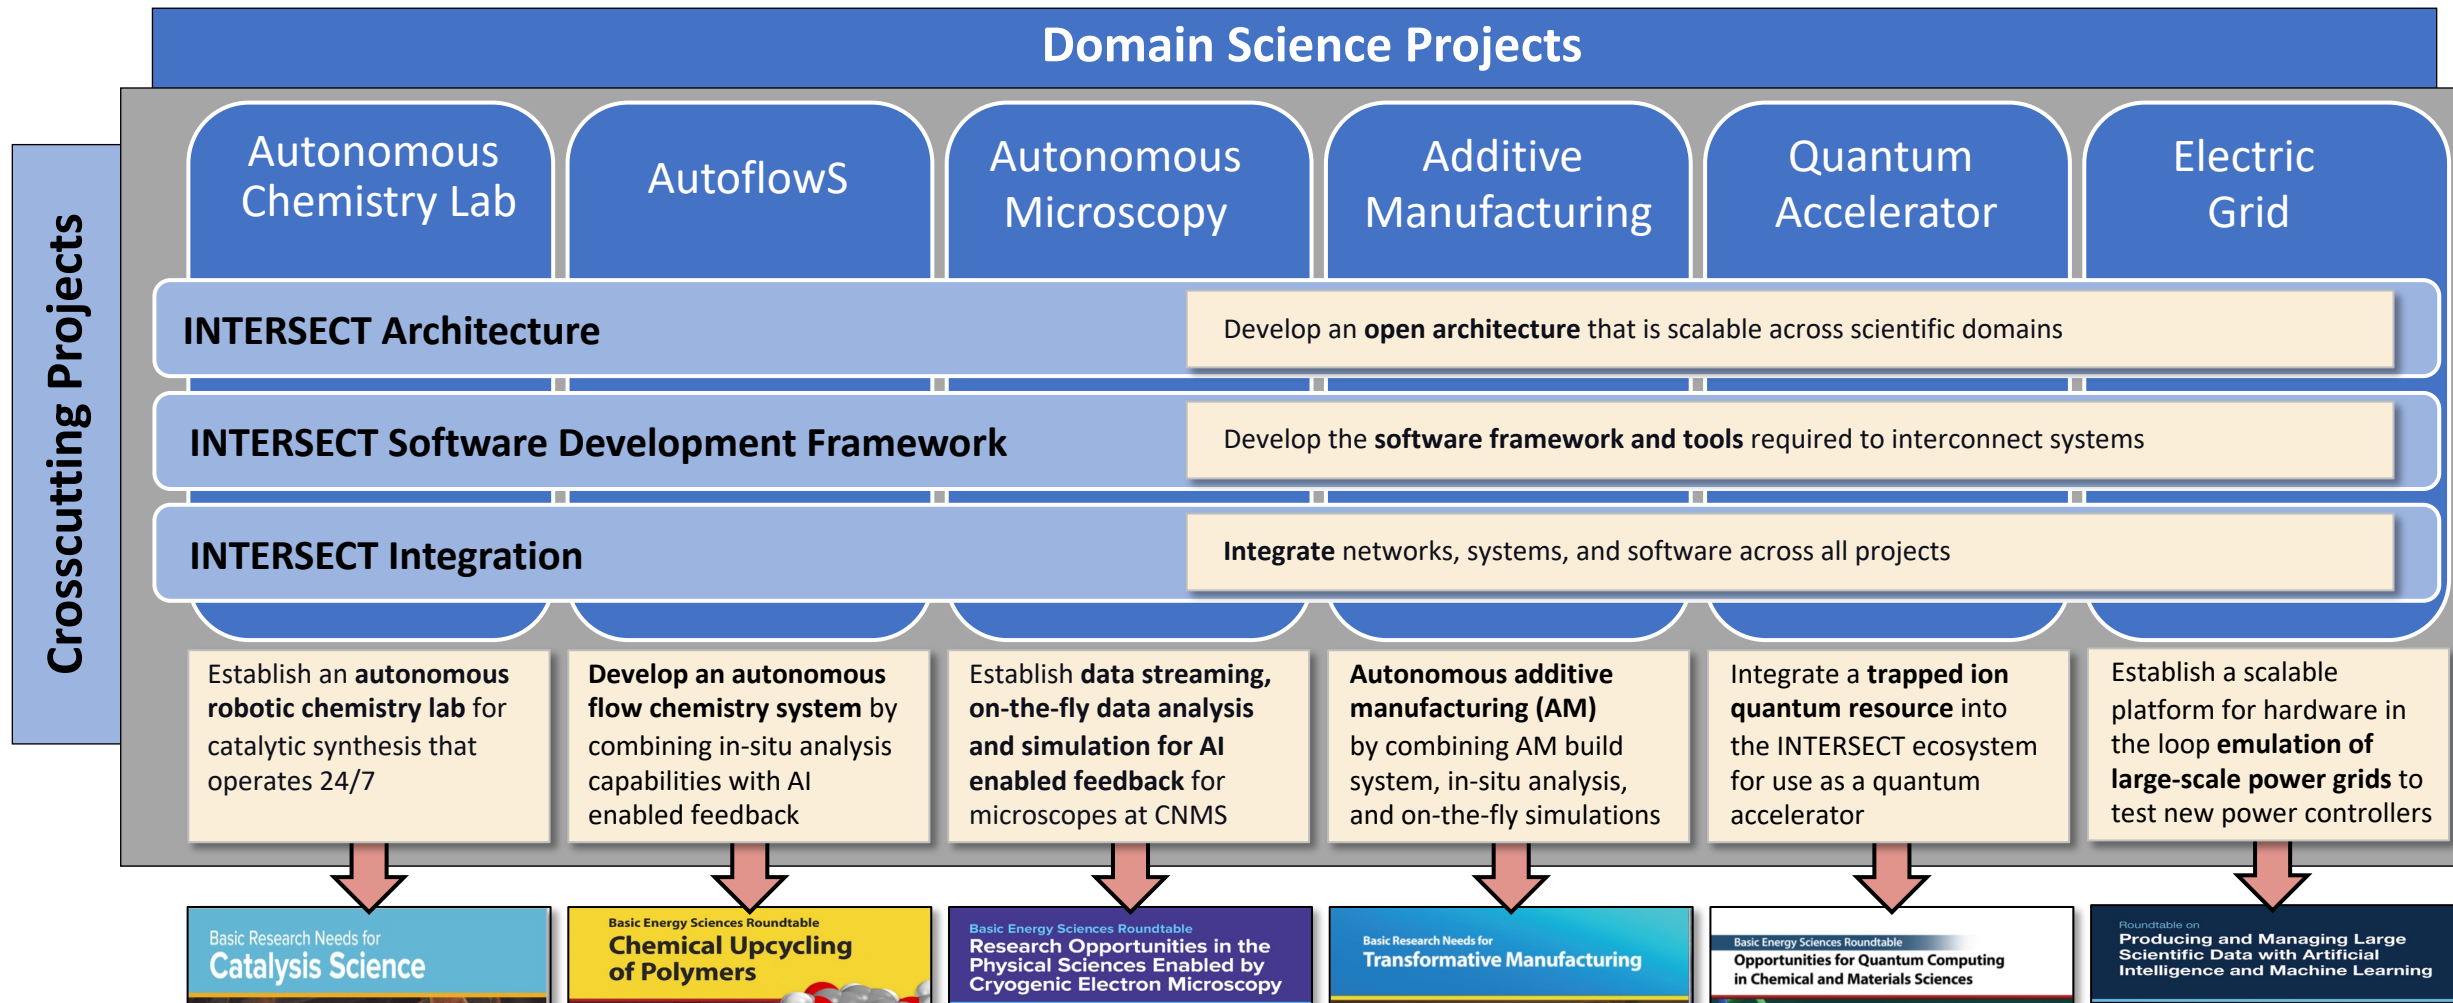 Domain Science Projects
Crosscutting Projects
Autonomous
Chemistry Lab
AutoflowS
Autonomous
Microscopy
Additive
Manufacturing
Quantum
Accelerator
Electric
Grid
INTERSECT Architecture
Develop an open architecture that is scalable across scientific domains
INTERSECT Software Development Framework
Develop the software framework and tools required to interconnect systems
INTERSECT Integration
Integrate networks, systems, and software across all projects
Establish an autonomous
robotic chemistry lab for
catalytic synthesis that
operates 24/7
Develop an autonomous
flow chemistry system by
combining in-situ analysis
capabilities with AI
enabled feedback
Establish data streaming,
on-the-fly data analysis
and simulation for AI
enabled feedback for
microscopes at CNMS
Autonomous additive
manufacturing (AM)
by combining AM build
system, in-situ analysis,
and on-the-fly simulations
Integrate a trapped ion
quantum resource into
the INTERSECT ecosystem
for use as a quantum
accelerator
Establish a scalable
platform for hardware in
the loop emulation of
large-scale power grids to
test new power controllers
Basic Research Needs for
Catalysis Science
Basic Energy Sciences Roundtable
Chemical Upcycling
of Polymers
Basic Energy Sciences Roundtable
Research Opportunities in the
Physical Sciences Enabled by
Cryogenic Electron Microscopy
Basic Research Needs for
Transformative Manufacturing
Basic Energy Sciences Roundtable
Opportunities for Quantum Computing
in Chemical and Materials Sciences
Roundtable on
Producing and Managing Large
Scientific Data with Artificial
Intelligence and Machine Learning